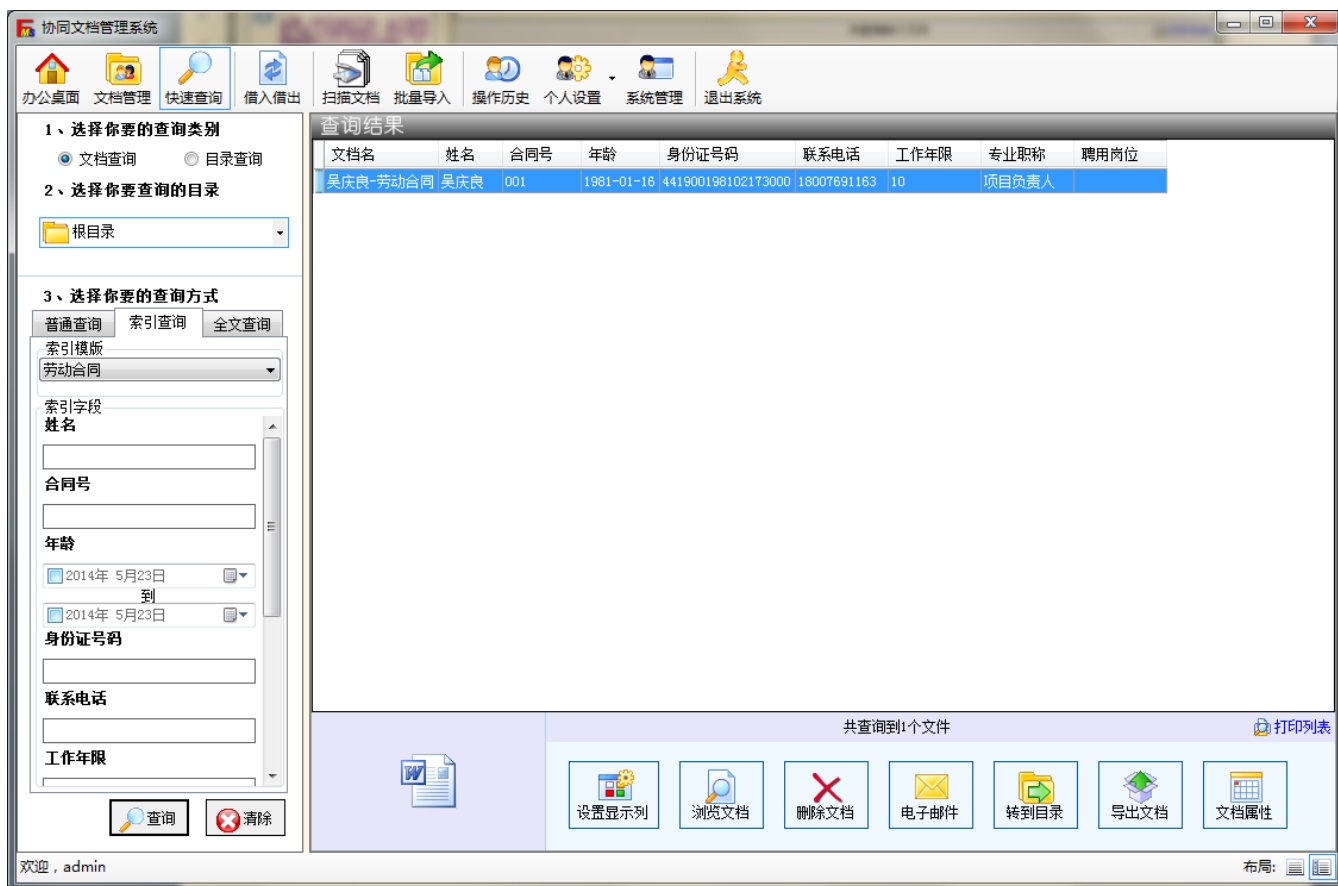 协同文档管理系统
办公桌面 文档管理 快速查询 借入借出 扫描文档 批量导入 操作历史 个人设置 系统管理 退出系统
1、选择你要的查询类别
文档查询 目录查询
2、选择你要查询的目录
根目录
3、选择你要的查询方式
普通查询 索引查询 全文查询
索引模版
劳动合同
索引字段
姓名
合同号
年龄
2014年 5月23日
到
2014年 5月23日
身份证号码
联系电话
工作年限
查询 清除
查询结果
文档名 姓名 合同号 年龄 身份证号码 联系电话 工作年限 专业职称 聘用岗位
吴庆良-劳动合同 吴庆良 001 1981-01-16 441900198102173000 18007691163 10 项目负责人
共查询到1个文件 打印列表
设置显示列 浏览文档 删除文档 电子邮件 转到目录 导出文档 文档属性
欢迎，admin 布局: